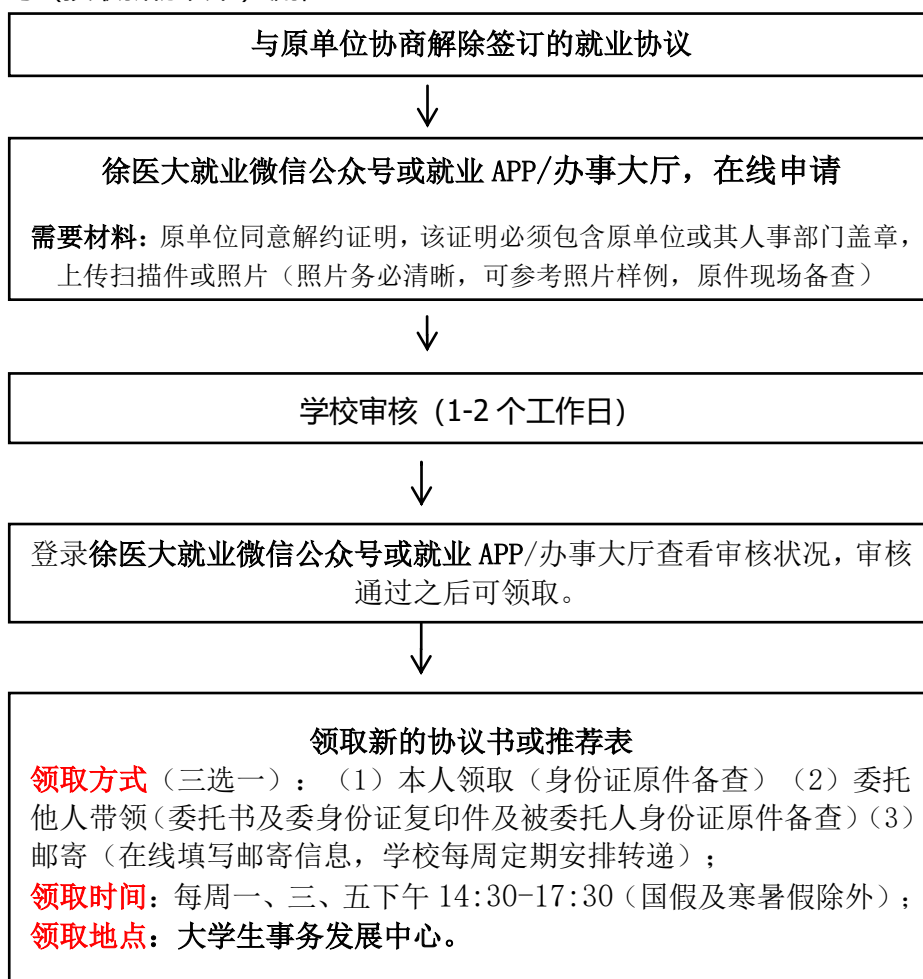 与原单位协商解除签订的就业协议
徐医大就业微信公众号或就业 APP/办事大厅，在线申请
需要材料：原单位同意解约证明，该证明必须包含原单位或其人事部门盖章，
上传扫描件或照片（照片务必清晰，可参考照片样例，原件现场备查）
学校审核（1-2 个工作日）
登录徐医大就业微信公众号或就业 APP/办事大厅查看审核状况，审核
通过之后可领取。
领取新的协议书或推荐表
领取方式（三选一）：（1）本人领取（身份证原件备查）（2）委托
他人带领（委托书及委身份证复印件及被委托人身份证原件备查）（3）
邮寄（在线填写邮寄信息，学校每周定期安排转递）；
领取时间：每周一、三、五下午 14:30-17:30（国假及寒暑假除外）；
领取地点：大学生事务发展中心。